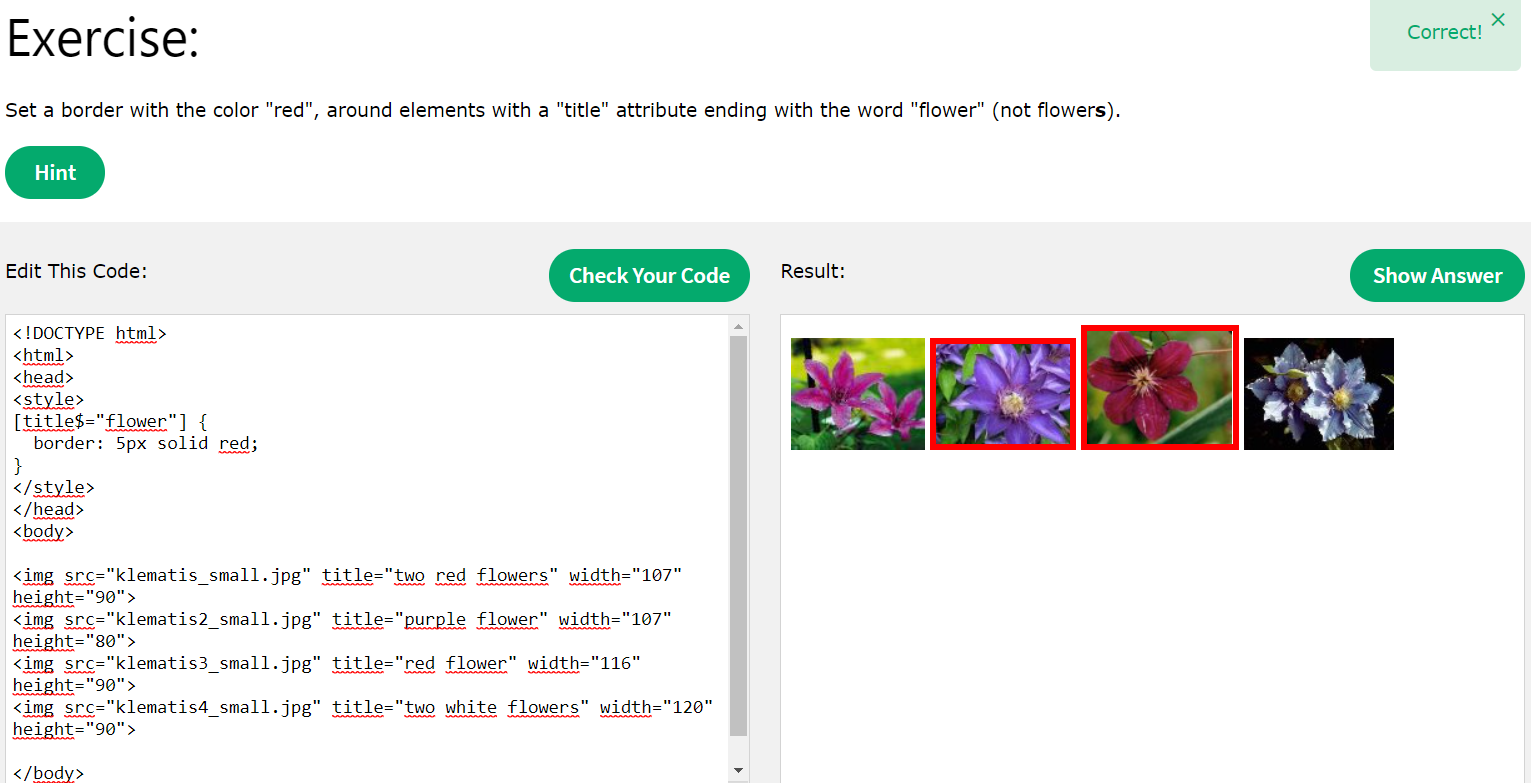 Exercise:
Correct!
×
Set a border with the color "red", around elements with a "title" attribute ending with the word "flower" (not flowers).
Hint
Edit This Code:
Check Your Code
<!DOCTYPE html>
<html>
<head>
<style>
[title$="flower"] {
  border: 5px solid red;
}
</style>
</head>
<body>

<img src="klematis_small.jpg" title="two red flowers" width="107"
height="90">
<img src="klematis2_small.jpg" title="purple flower" width="107"
height="80">
<img src="klematis3_small.jpg" title="red flower" width="116"
height="90">
<img src="klematis4_small.jpg" title="two white flowers" width="120"
height="90">

</body>
Result:
Show Answer